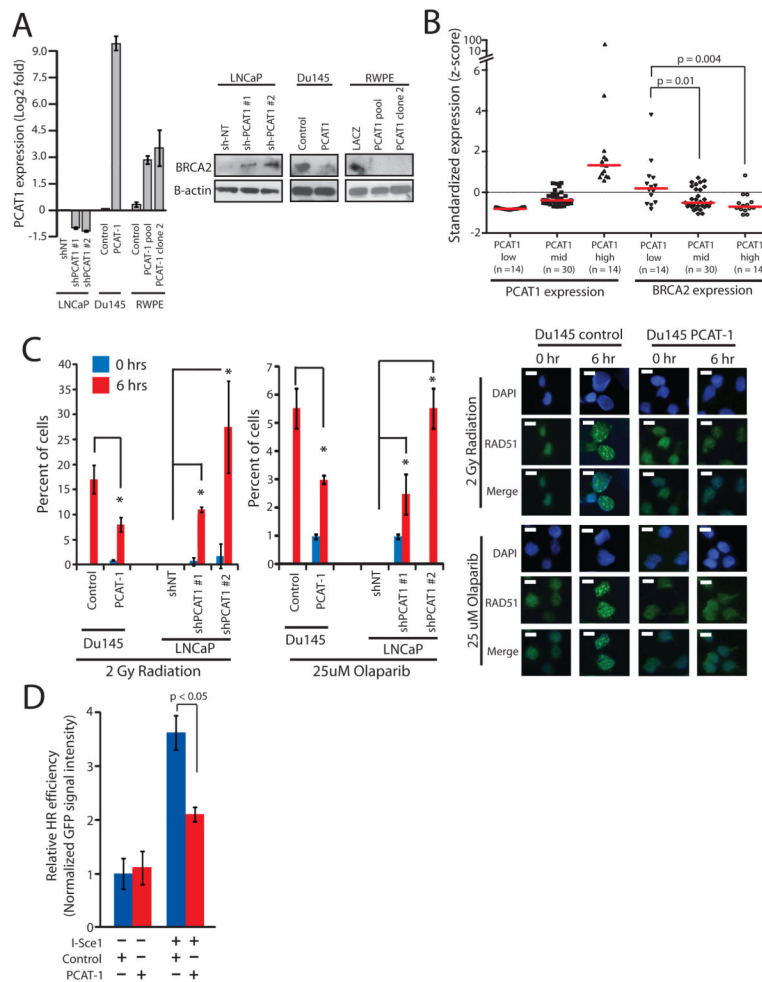 A
PCAT1 expression (Log2 fold)
9.0
6.0
3.0
0
-1.5
shNT
shPCAT1 #1
shPCAT1 #2
Control
PCAT-1
Control
PCAT-1 pool
PCAT-1 clone 2
LNCaP
Du145
RWPE
LNCaP
Du145
RWPE
sh-NT
sh-PCAT1 #1
sh-PCAT1 #2
Control
PCAT1
LACZ
PCAT1 pool
PCAT1 clone 2
BRCA2
B-actin
B
Standardized expression (z-score)
100
40
6
4
2
0
-2
p = 0.004
p = 0.01
PCAT1 low (n =14)
PCAT1 mid (n = 30)
PCAT1 high (n = 14)
PCAT1 low (n =14)
PCAT1 mid (n = 30)
PCAT1 high (n = 14
PCAT1 expression
BRCA2 expression
C
0 hrs
6 hrs
Percent of cells
40
35
30
25
20
15
10
5
0
*
*
*
Control
PCAT-1
shNT
shPCAT1 #1
shPCAT1 #2
Du145
LNCaP
2 Gy Radiation
Percent of cells
7
6
5
4
3
2
1
0
*
*
*
Control
PCAT-1
shNT
shPCAT1 #1
shPCAT1 #2
Du145
LNCaP
25uM Olaparib
Du145 control
Du145 PCAT-1
0 hr
6 hr
0 hr
6 hr
2 Gy Radiation
DAPI
RAD51
Merge
25 uM Olaparib
DAPI
RAD51
Merge
D
Relative HR efficiency
(Normalized GFP signal intensity)
4
3
2
1
0
p < 0.05
I-Sce1 − − + +
Control + − + −
PCAT-1 − + − +